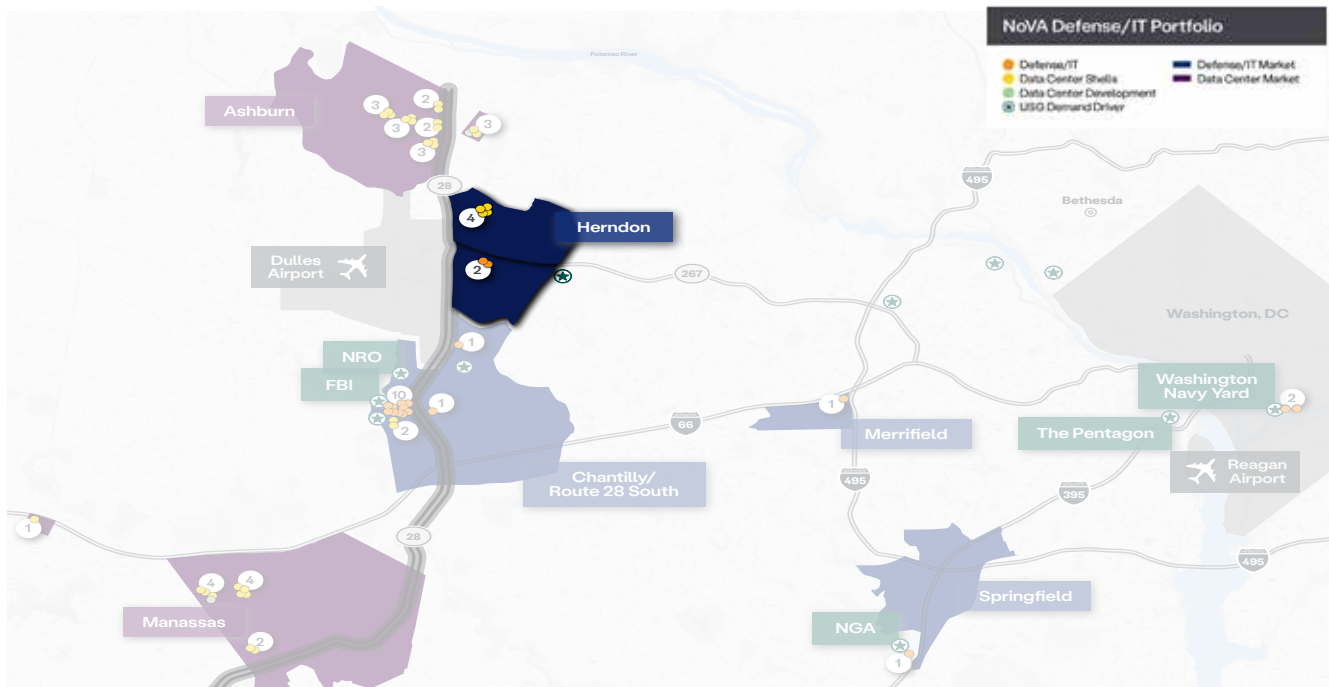 NoVA Defense/IT Portfolio
Defense/IT
Data Center Shells
Data Center Development
USG Demand Driver
Defense/IT Market
Data Center Market
Potomac River
Ashburn
3
2
3
2
3
3
28
495
Bethesda
4
Herndon
Dulles
Airport
2
267
Washington, DC
1
NRO
FBI
10
1
2
1
Merrifield
66
Washington
Navy Yard
2
The Pentagon
Chantilly/
Route 28 South
495
395
Reagan
Airport
1
28
495
4
4
Manassas
2
Springfield
NGA
1